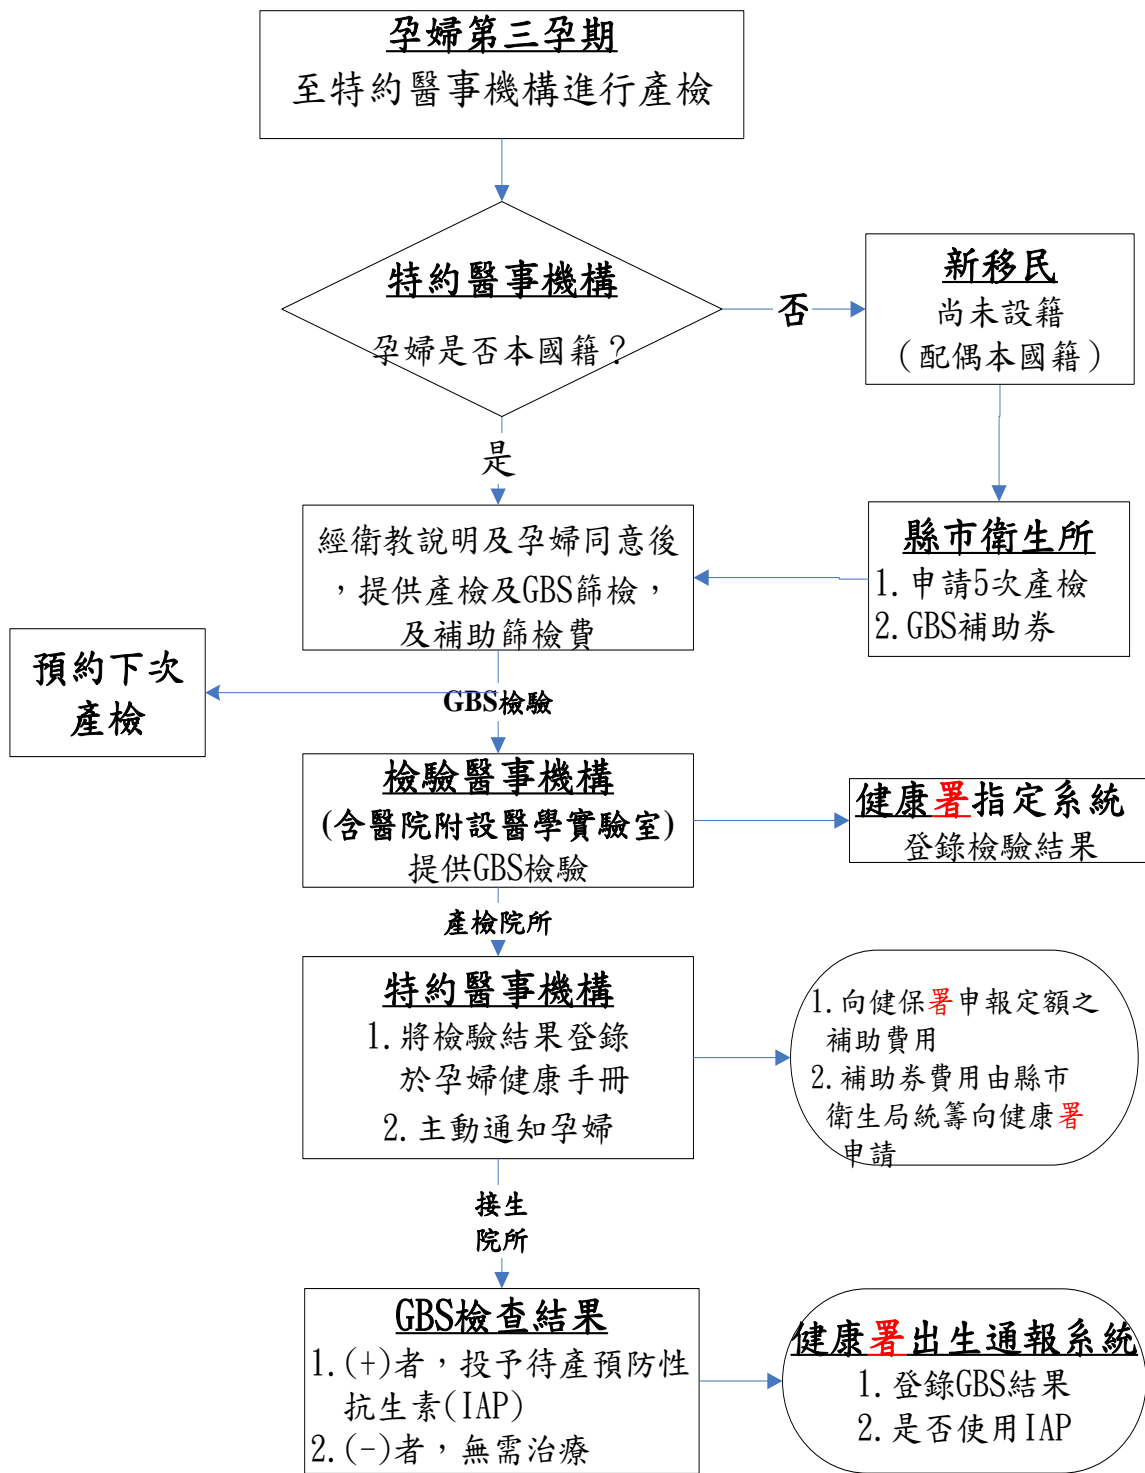 孕婦第三孕期
至特約醫事機構進行產檢
特約醫事機構
孕婦是否本國籍？
否
新移民
尚未設籍
（配偶本國籍）
是
縣市衛生所
1.申請5次產檢
2.GBS補助券
經衛教說明及孕婦同意後
，提供產檢及GBS篩檢，
及補助篩檢費
預約下次
產檢
GBS檢驗
檢驗醫事機構
(含醫院附設醫學實驗室)
提供GBS檢驗
健康署指定系統
登錄檢驗結果
產檢院所
特約醫事機構
1.將檢驗結果登錄
於孕婦健康手冊
2.主動通知孕婦
1.向健保署申報定額之
補助費用
2.補助券費用由縣市
衛生局統籌向健康署
申請
接生
院所
GBS檢查結果
1.(+)者，投予待產預防性
抗生素(IAP)
2.(-)者，無需治療
健康署出生通報系統
1.登錄GBS結果
2.是否使用IAP